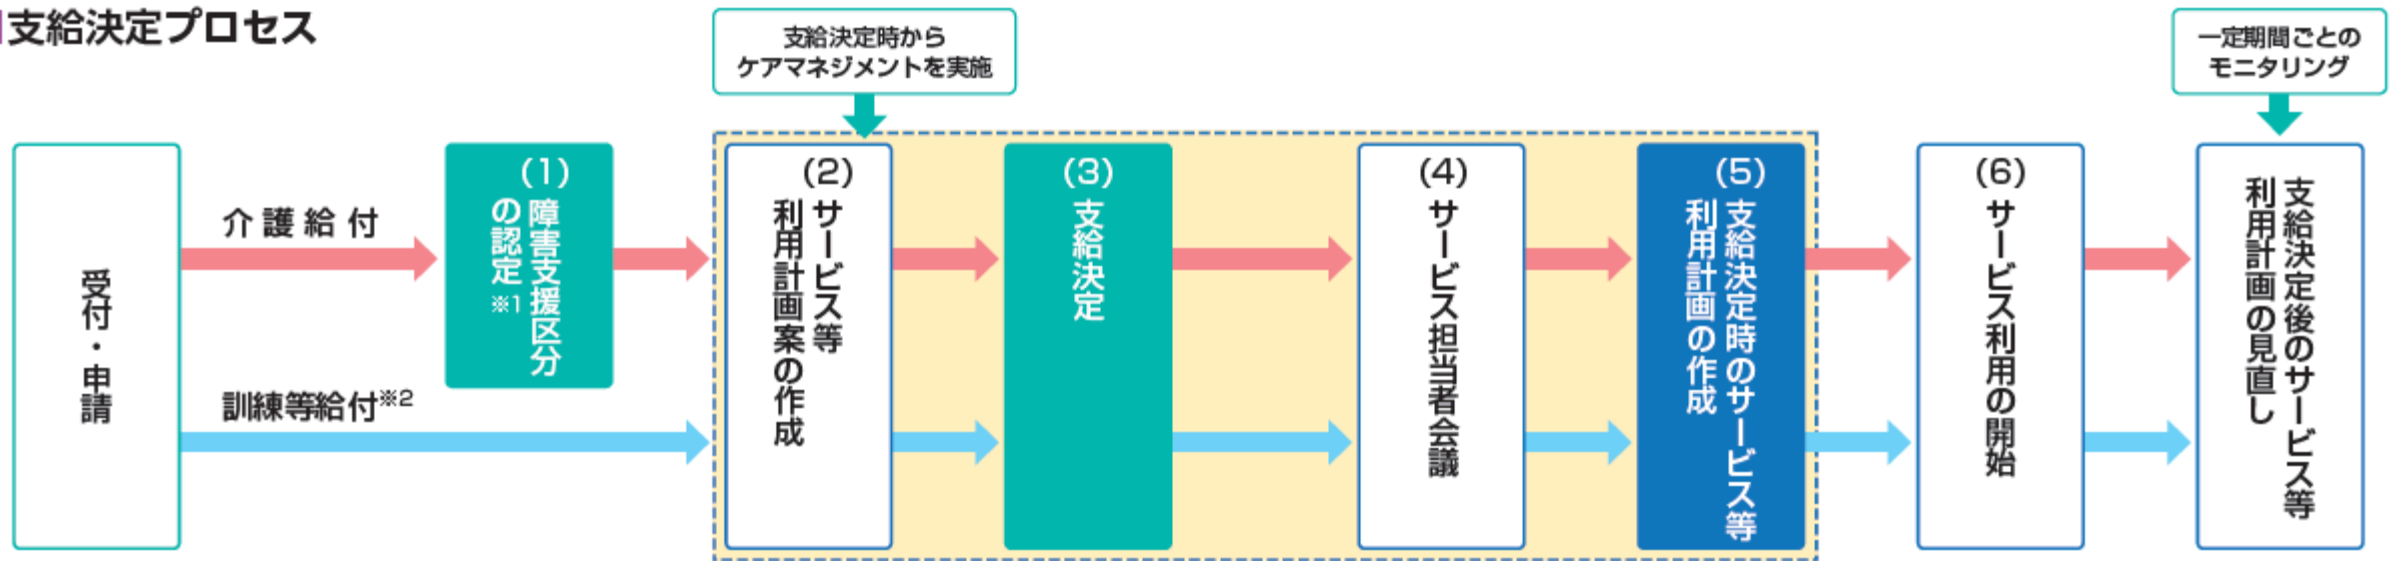 支給決定プロセス
支給決定時から
ケアマネジメントを実施
一定期間ごとの
モニタリング
受付・申請
介護給付
訓練等給付※2
(1)
障害支援区分
の認定※1
(2)
サービス等
利用計画案の作成
(3)
支給決定
(4)
サービス担当者会議
(5)
支給決定時のサービス等
利用計画の作成
(6)
サービス利用の開始
支給決定後のサービス等
利用計画の見直し